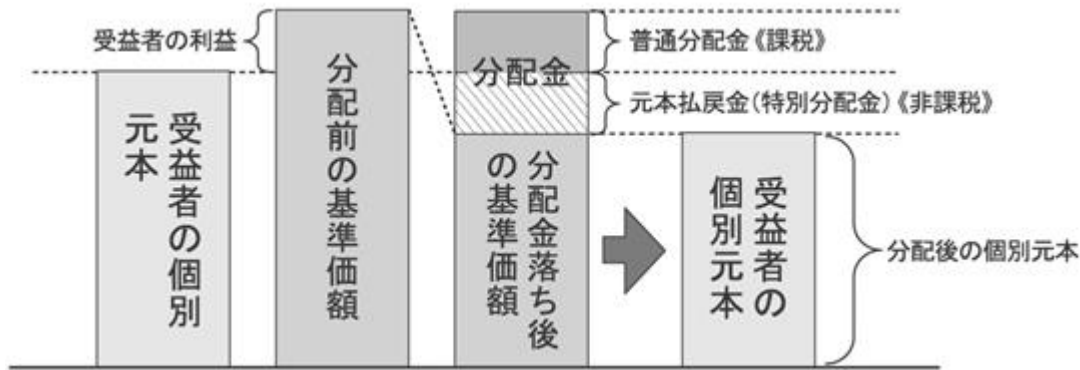 受益者の利益
受益者の個別
元本
分配前の基準価額
分配金
分配金落ち後
の基準価額
普通分配金《課税》
元本払戻金(特別分配金)《非課税》
受益者の
個別元本
分配後の個別元本